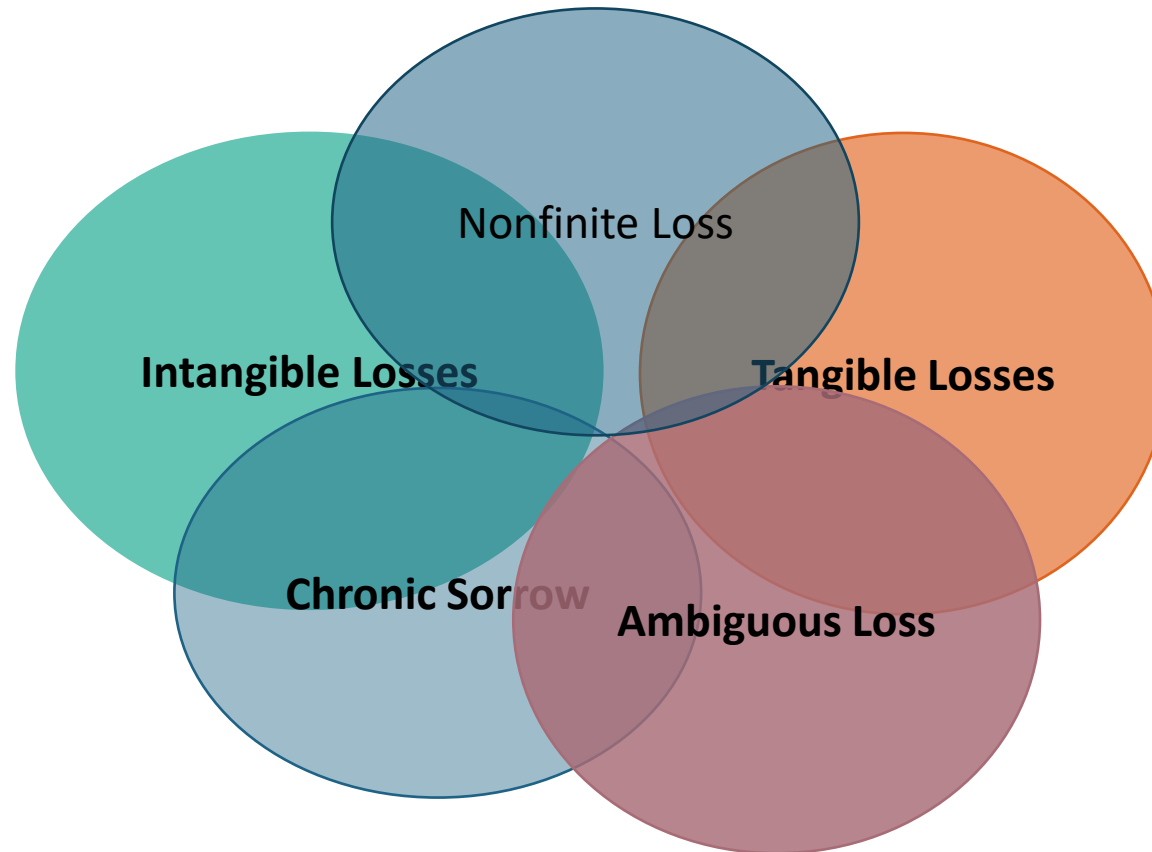 Nonfinite Loss
Intangible Losses
Tangible Losses
Chronic Sorrow
Ambiguous Loss